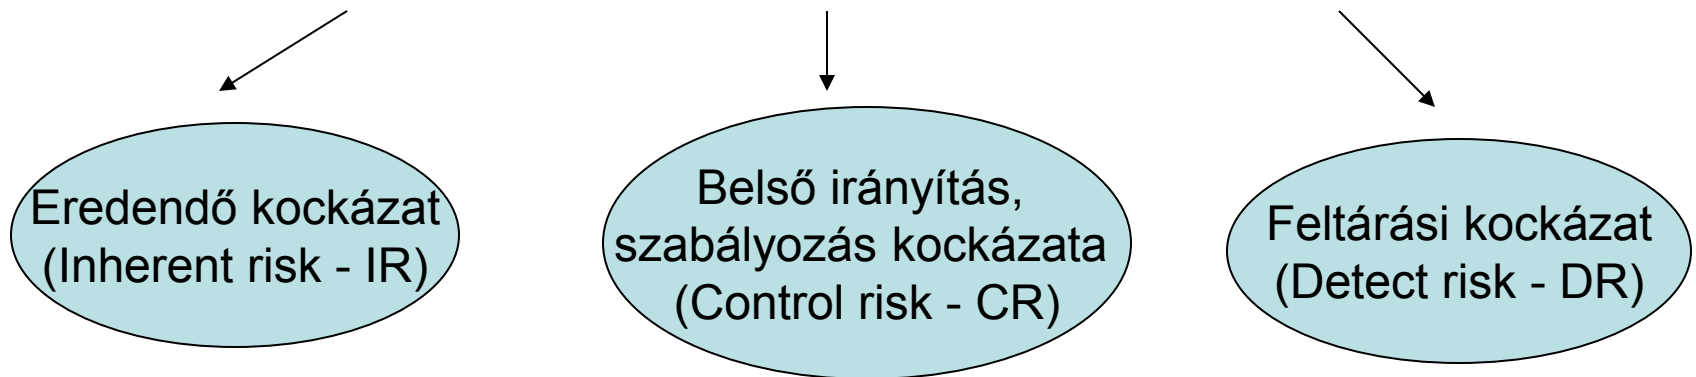 Eredendő kockázat
(Inherent risk - IR)
Belső irányítás,
szabályozás kockázata
(Control risk - CR)
Feltárási kockázat
(Detect risk - DR)